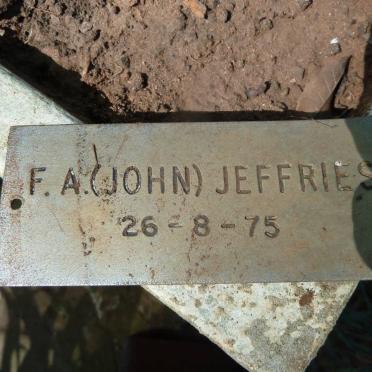 F. A. (JOHN) JEFFRIES
26 - 8 - 75